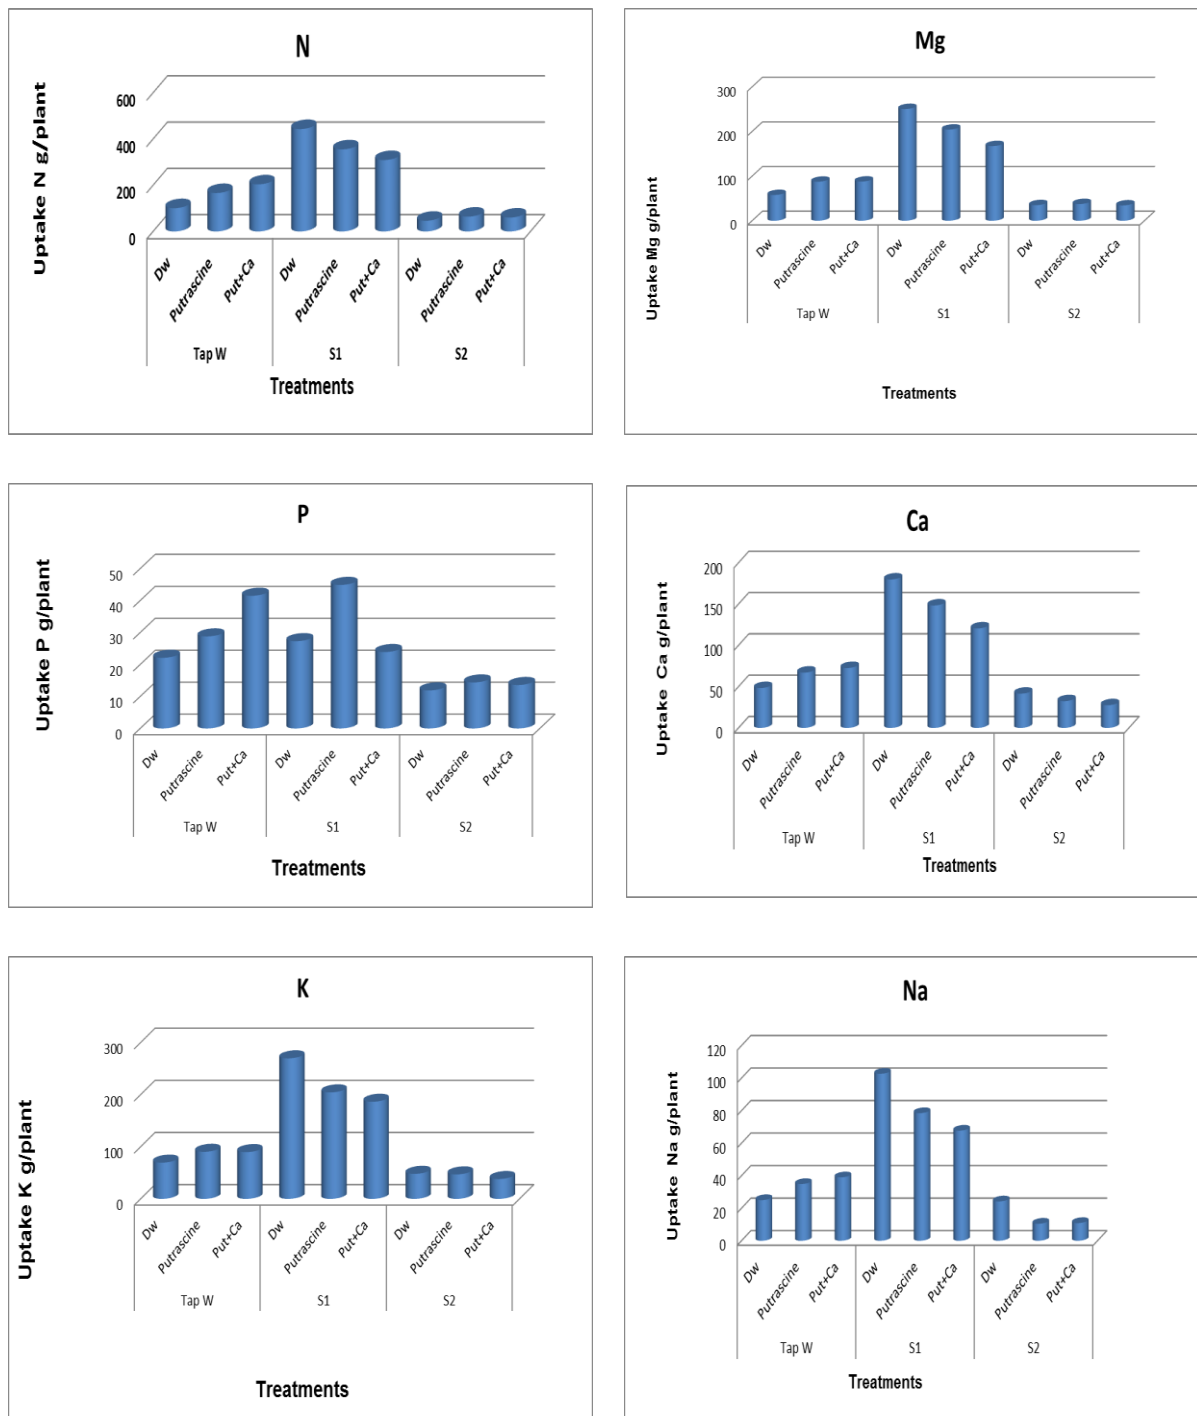 N
Uptake N g/plant
600
400
200
0
Dw
Putrascine
Put+Ca
Dw
Putrascine
Put+Ca
Dw
Putrascine
Put+Ca
Tap W
S1
S2
Treatments
Mg
Uptake Mg g/plant
300
200
100
0
Dw
Putrascine
Put+Ca
Dw
Putrascine
Put+Ca
Dw
Putrascine
Put+Ca
Tap W
S1
S2
Treatments
P
Uptake P g/plant
50
40
30
20
10
0
Dw
Putrascine
Put+Ca
Dw
Putrascine
Put+Ca
Dw
Putrascine
Put+Ca
Tap W
S1
S2
Treatments
Ca
Uptake Ca g/plant
200
150
100
50
0
Dw
Putrascine
Put+Ca
Dw
Putrascine
Put+Ca
Dw
Putrascine
Put+Ca
Tap W
S1
S2
Treatments
K
Uptake K g/plant
300
200
100
0
Dw
Putrascine
Put+Ca
Dw
Putrascine
Put+Ca
Dw
Putrascine
Put+Ca
Tap W
S1
S2
Treatments
Na
Uptake Na g/plant
120
100
80
60
40
20
0
Dw
Putrascine
Put+Ca
Dw
Putrascine
Put+Ca
Dw
Putrascine
Put+Ca
Tap W
S1
S2
Treatments